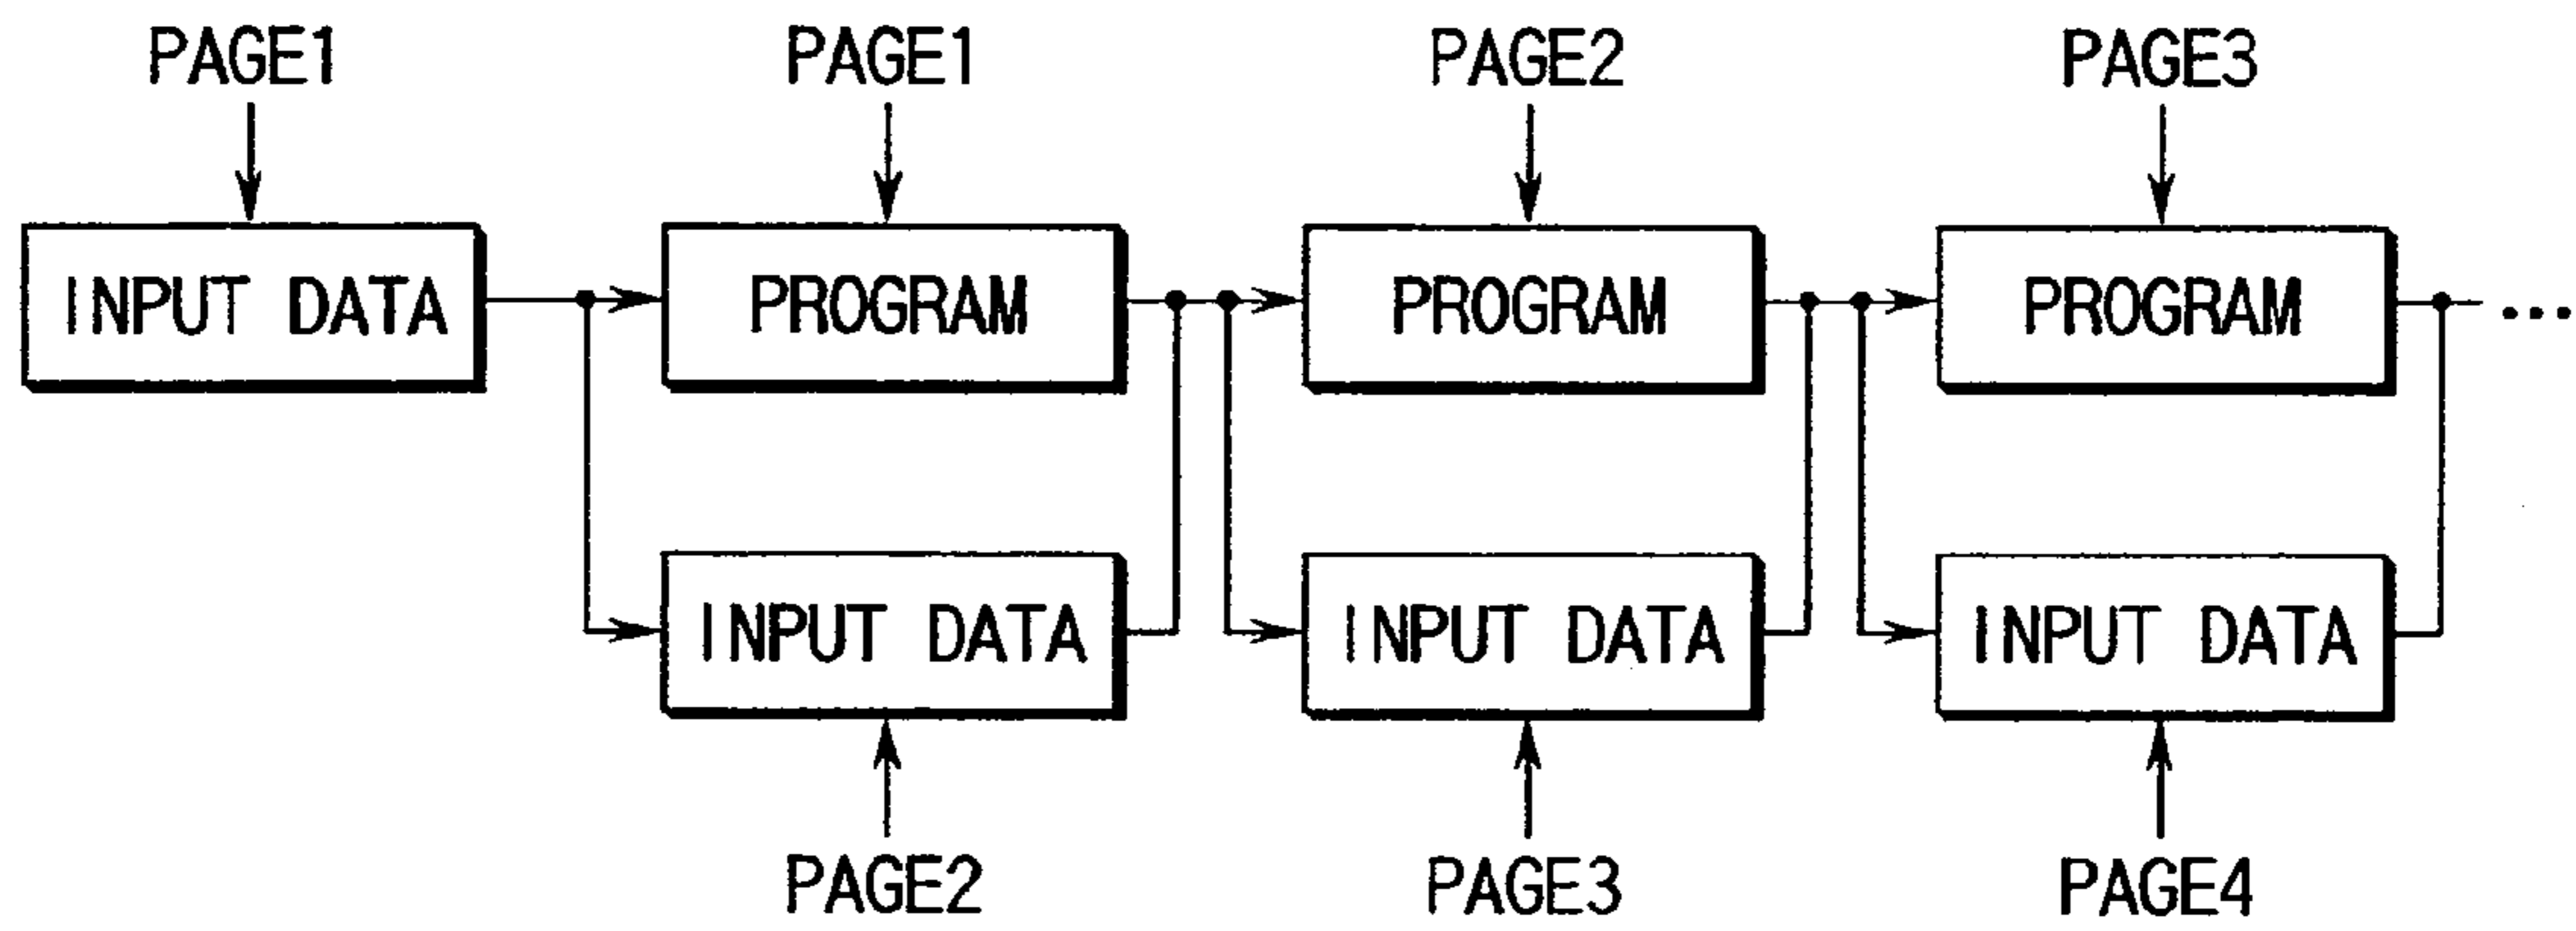 PAGE1
PAGE1
PAGE2
PAGE3
INPUT DATA
PROGRAM
PROGRAM
PROGRAM
...
INPUT DATA
INPUT DATA
INPUT DATA
PAGE2
PAGE3
PAGE4